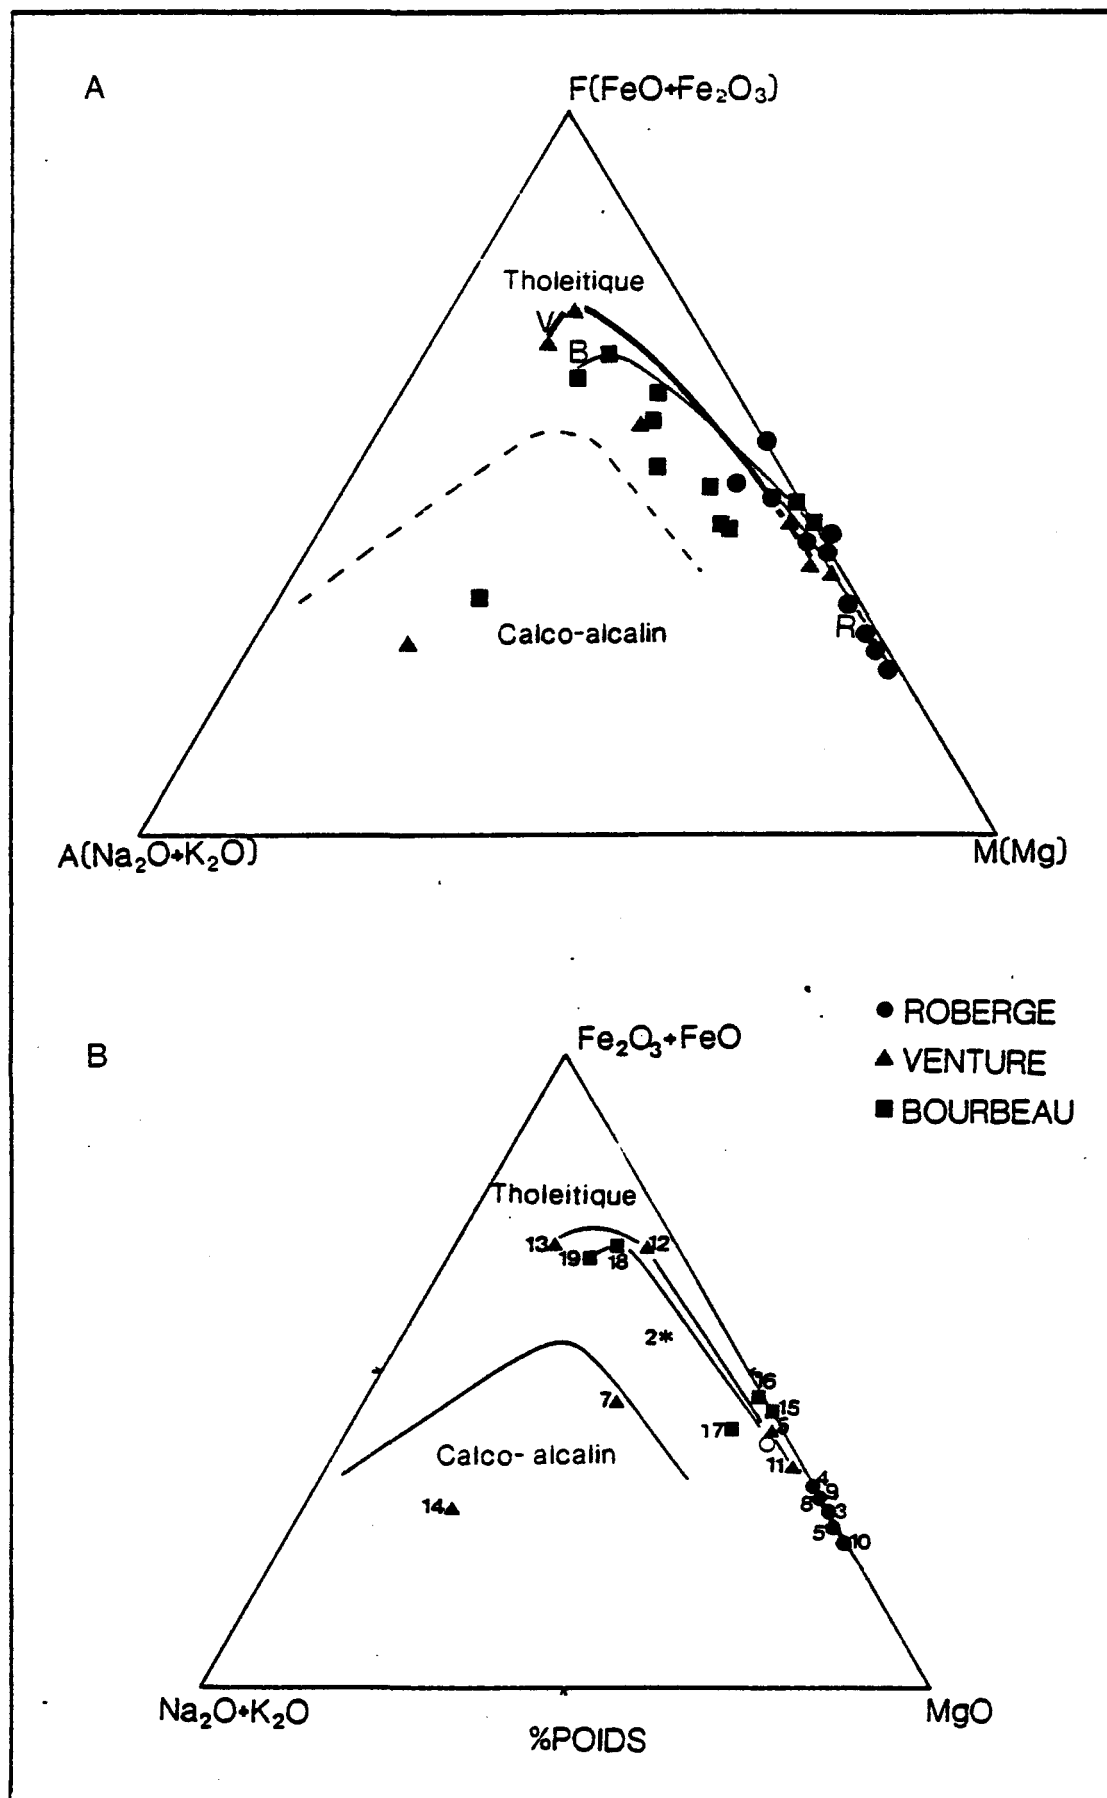 A
F(FeO+Fe₂O₃)
Tholeitique
V
B
R
Calco-alcalin
A(Na₂O+K₂O)
M(Mg)
● ROBERGE
▲ VENTURE
■ BOURBEAU
B
Fe₂O₃+FeO
Tholeitique
13
12
19
18
2*
16
15
7
17
6
Calco- alcalin
11
4
9
14
8
3
5
10
Na₂O+K₂O
MgO
%POIDS